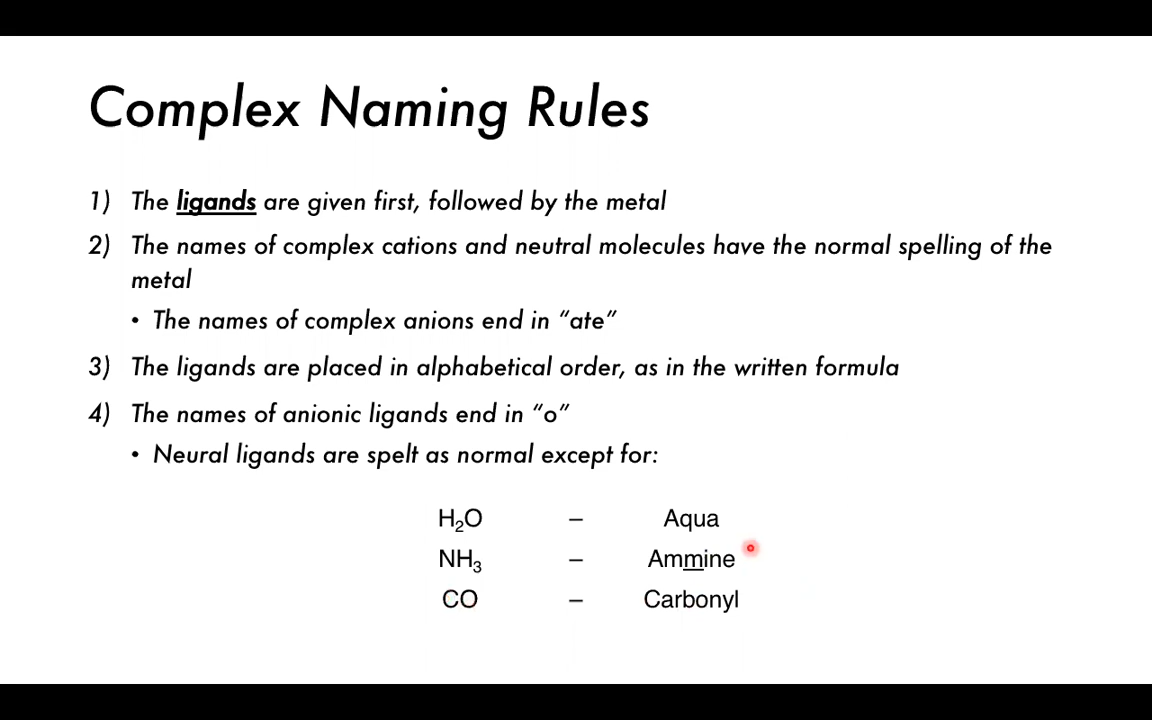 Complex Naming Rules
1) The ligands are given first, followed by the metal
2) The names of complex cations and neutral molecules have the normal spelling of the
metal
• The names of complex anions end in “ate”
3) The ligands are placed in alphabetical order, as in the written formula
4) The names of anionic ligands end in “o”
• Neural ligands are spelt as normal except for:
H₂O – Aqua
NH₃ – Ammine
CO – Carbonyl